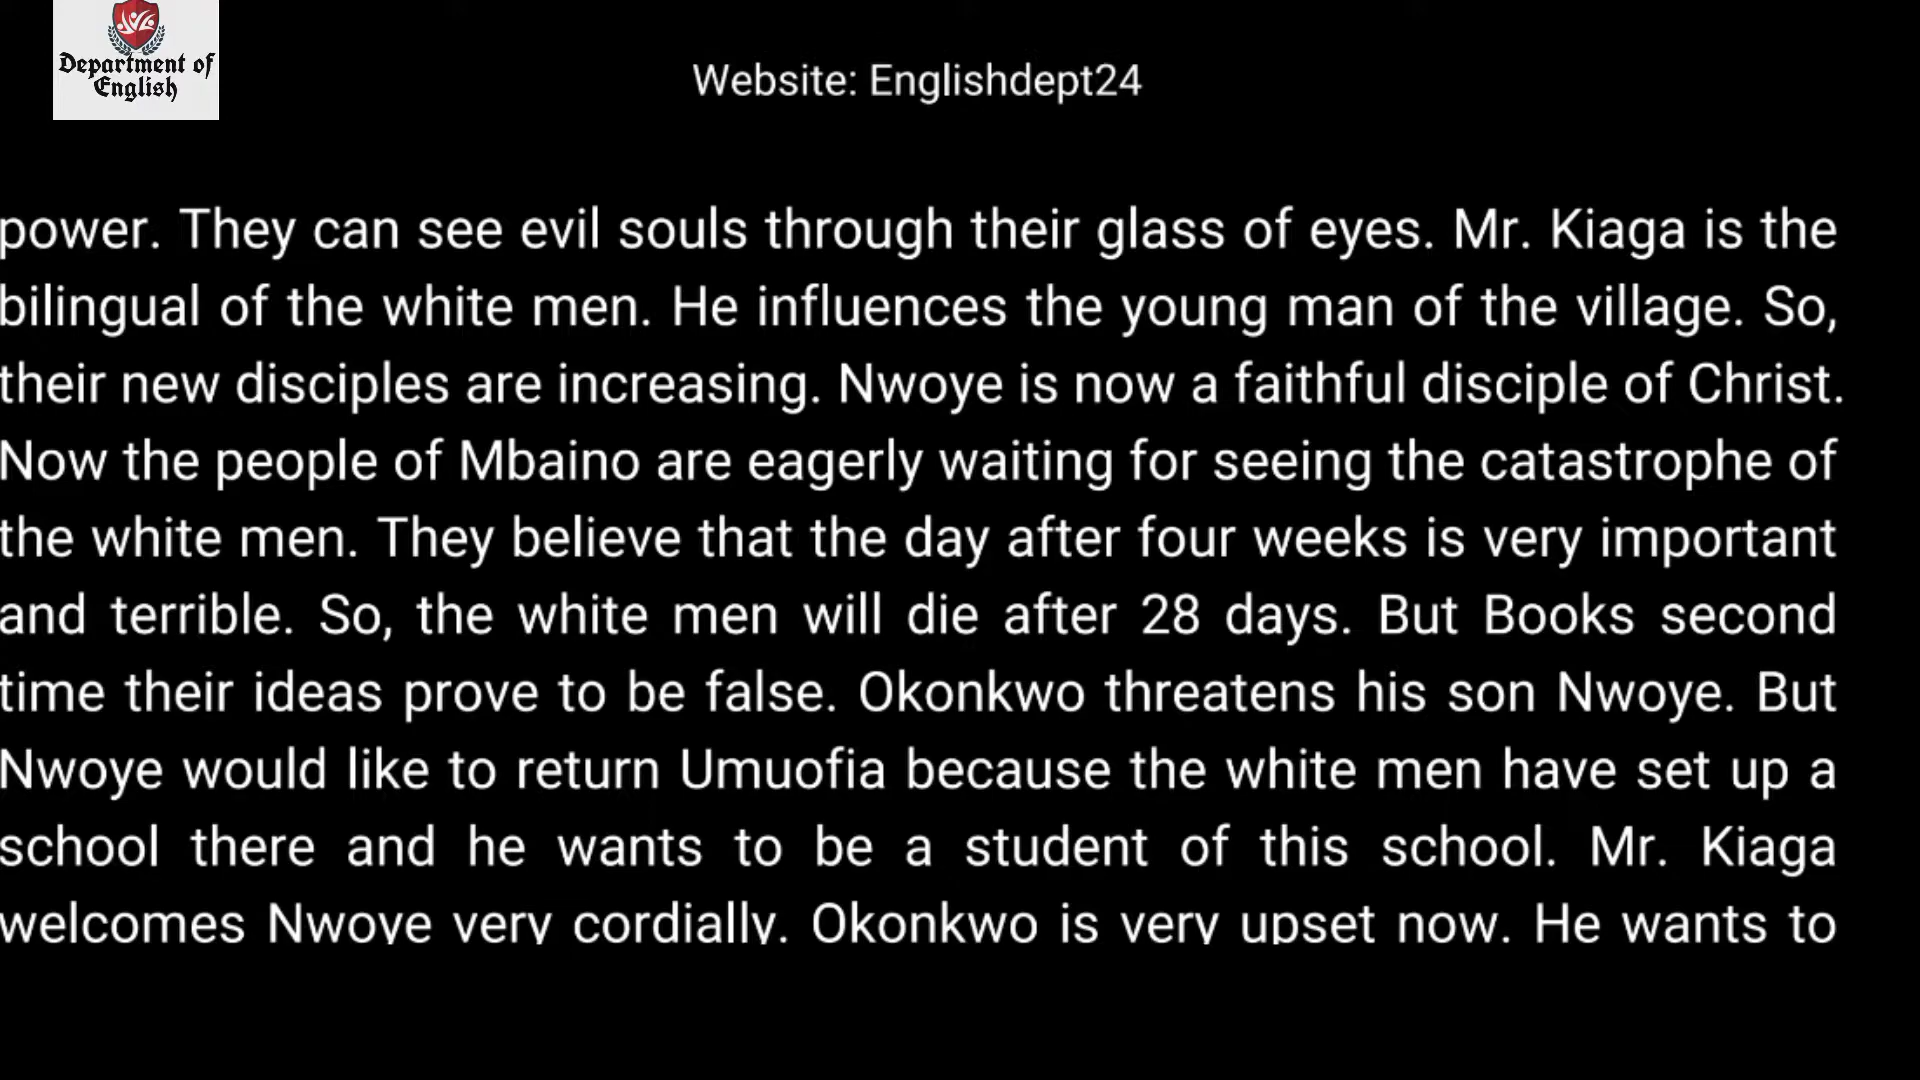 Department of
English
Website: Englishdept24
power. They can see evil souls through their glass of eyes. Mr. Kiaga is the
bilingual of the white men. He influences the young man of the village. So,
their new disciples are increasing. Nwoye is now a faithful disciple of Christ.
Now the people of Mbaino are eagerly waiting for seeing the catastrophe of
the white men. They believe that the day after four weeks is very important
and terrible. So, the white men will die after 28 days. But Books second
time their ideas prove to be false. Okonkwo threatens his son Nwoye. But
Nwoye would like to return Umuofia because the white men have set up a
school there and he wants to be a student of this school. Mr. Kiaga
welcomes Nwoye very cordially. Okonkwo is very upset now. He wants to